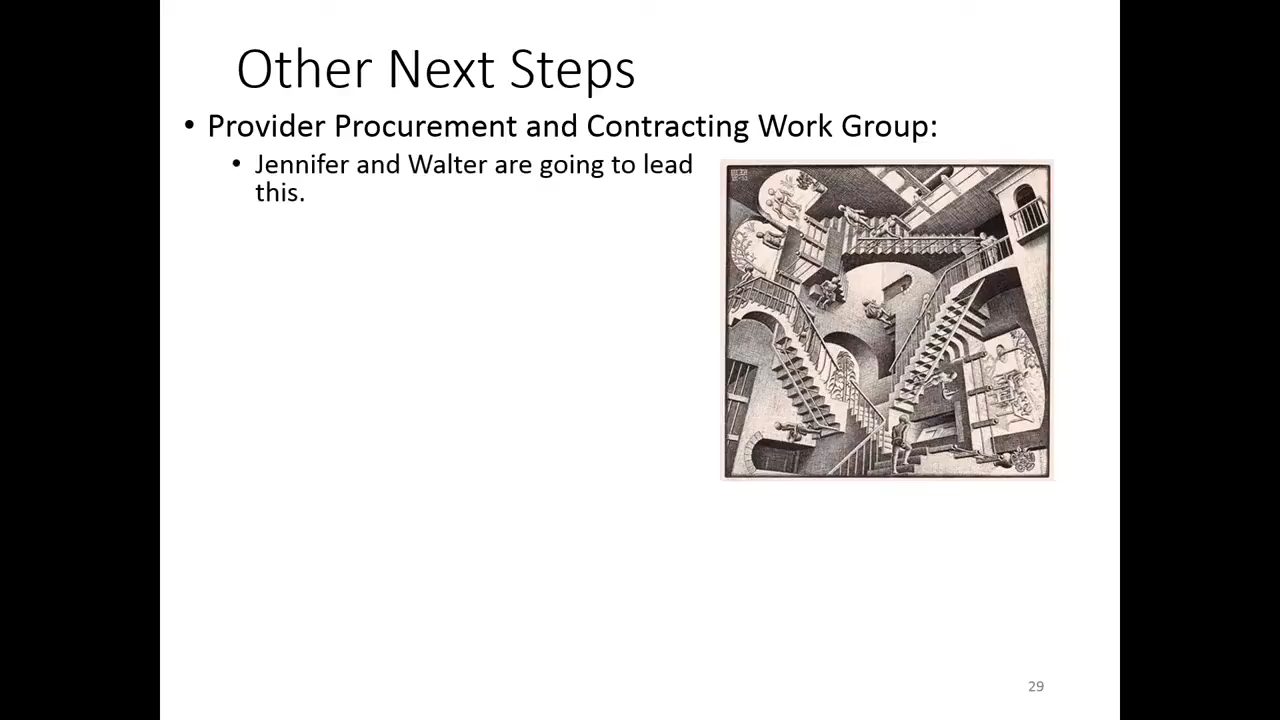 Other Next Steps
• Provider Procurement and Contracting Work Group:
• Jennifer and Walter are going to lead
this.
29